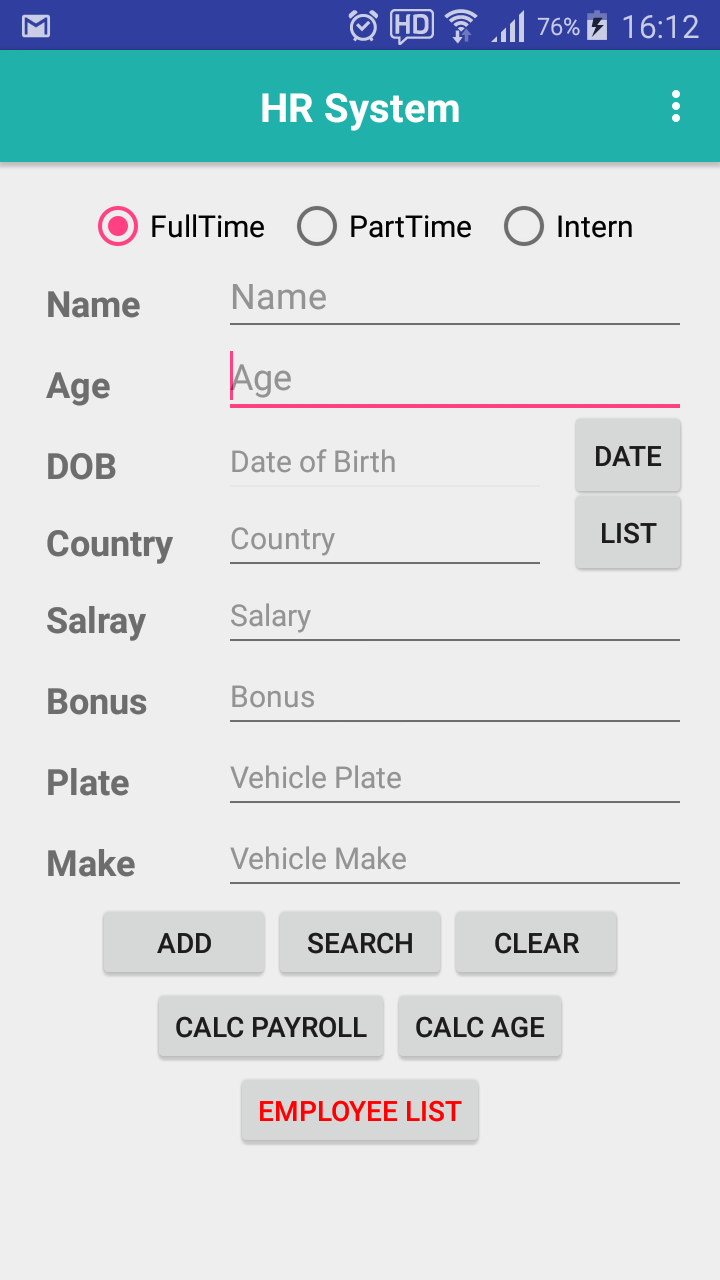 HD 76% 16:12
HR System
FullTime PartTime Intern
Name Name
Age Age
DOB Date of Birth DATE
Country Country LIST
Salray Salary
Bonus Bonus
Plate Vehicle Plate
Make Vehicle Make
ADD SEARCH CLEAR
CALC PAYROLL CALC AGE
EMPLOYEE LIST